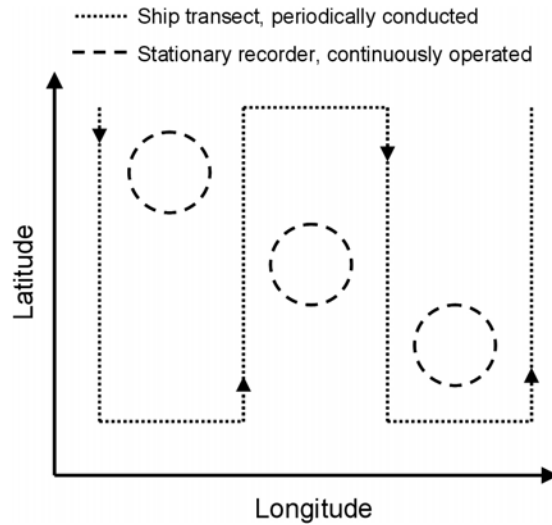 Ship transect, periodically conducted
Stationary recorder, continuously operated
Latitude
Longitude